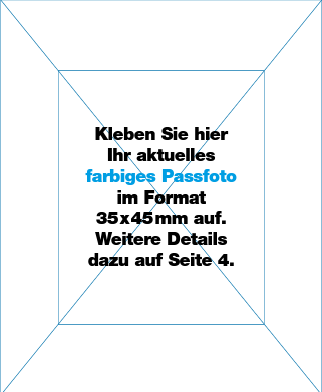 Kleben Sie hier
Ihr aktuelles
farbiges Passfoto
im Format
35x45mm auf.
Weitere Details
dazu auf Seite 4.